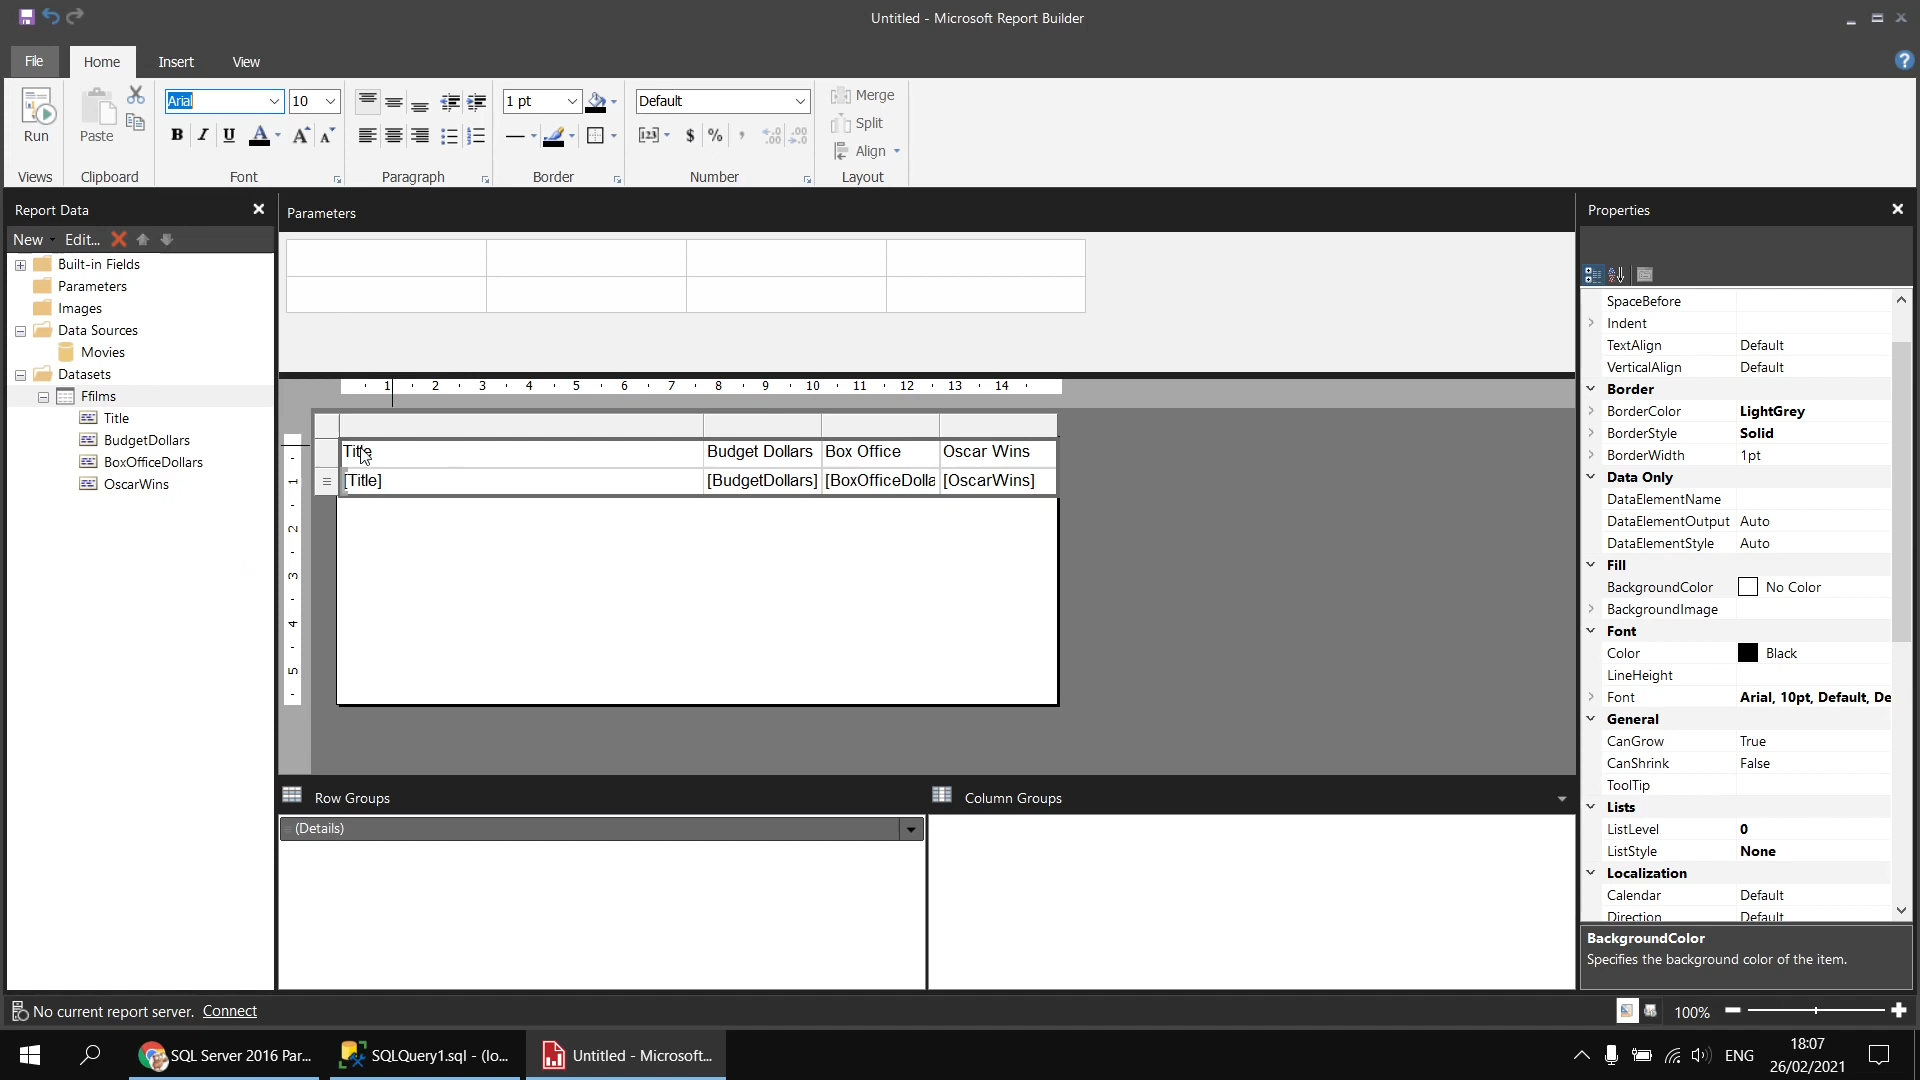 Untitled - Microsoft Report Builder
File Home Insert View
Run
Paste
Arial 10
1 pt
Default
Merge
Split
Align
Views Clipboard Font Paragraph Border Number Layout
Report Data
New Edit...
Built-in Fields
Parameters
Images
Data Sources
Movies
Datasets
Ffilms
Title
BudgetDollars
BoxOfficeDollars
OscarWins
Parameters
1 2 3 4 5 6 7 8 9 10 11 12 13 14
Title Budget Dollars Box Office Oscar Wins
[Title] [BudgetDollars] [BoxOfficeDolla [OscarWins]
1
2
3
4
5
Row Groups Column Groups
(Details)
Properties
SpaceBefore
Indent
TextAlign Default
VerticalAlign Default
Border
BorderColor LightGrey
BorderStyle Solid
BorderWidth 1pt
Data Only
DataElementName
DataElementOutput Auto
DataElementStyle Auto
Fill
BackgroundColor No Color
BackgroundImage
Font
Color Black
LineHeight
Font Arial, 10pt, Default, De
General
CanGrow True
CanShrink False
ToolTip
Lists
ListLevel 0
ListStyle None
Localization
Calendar Default
Direction Default
BackgroundColor
Specifies the background color of the item.
No current report server. Connect
100%
SQL Server 2016 Par...
SQLQuery1.sql - (lo...
Untitled - Microsoft...
ENG
18:07
26/02/2021